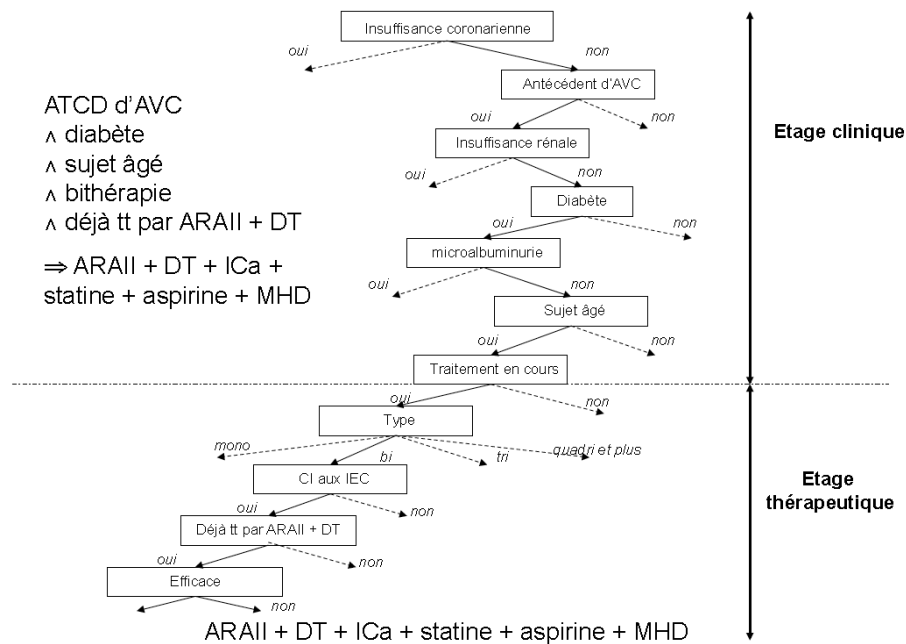 Insuffisance coronarienne
oui
non
Antécédent d'AVC
oui
non
Insuffisance rénale
oui
non
Diabète
oui
non
microalbuminurie
oui
non
Sujet âgé
oui
non
Traitement en cours
oui
non
Type
mono
bi
tri
quadri et plus
CI aux IEC
oui
non
Déjà tt par ARAII + DT
oui
non
Efficace
non
ARAII + DT + ICa + statine + aspirine + MHD
ATCD d'AVC
∧ diabète
∧ sujet âgé
∧ bithérapie
∧ déjà tt par ARAII + DT
⇒ ARAII + DT + ICa +
statine + aspirine + MHD
Etage clinique
Etage
thérapeutique